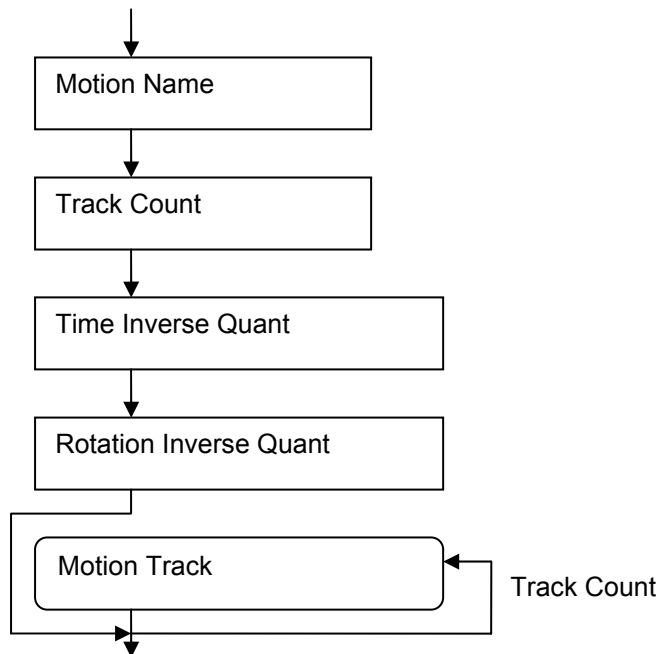 Motion Name
Track Count
Time Inverse Quant
Rotation Inverse Quant
Motion Track
Track Count